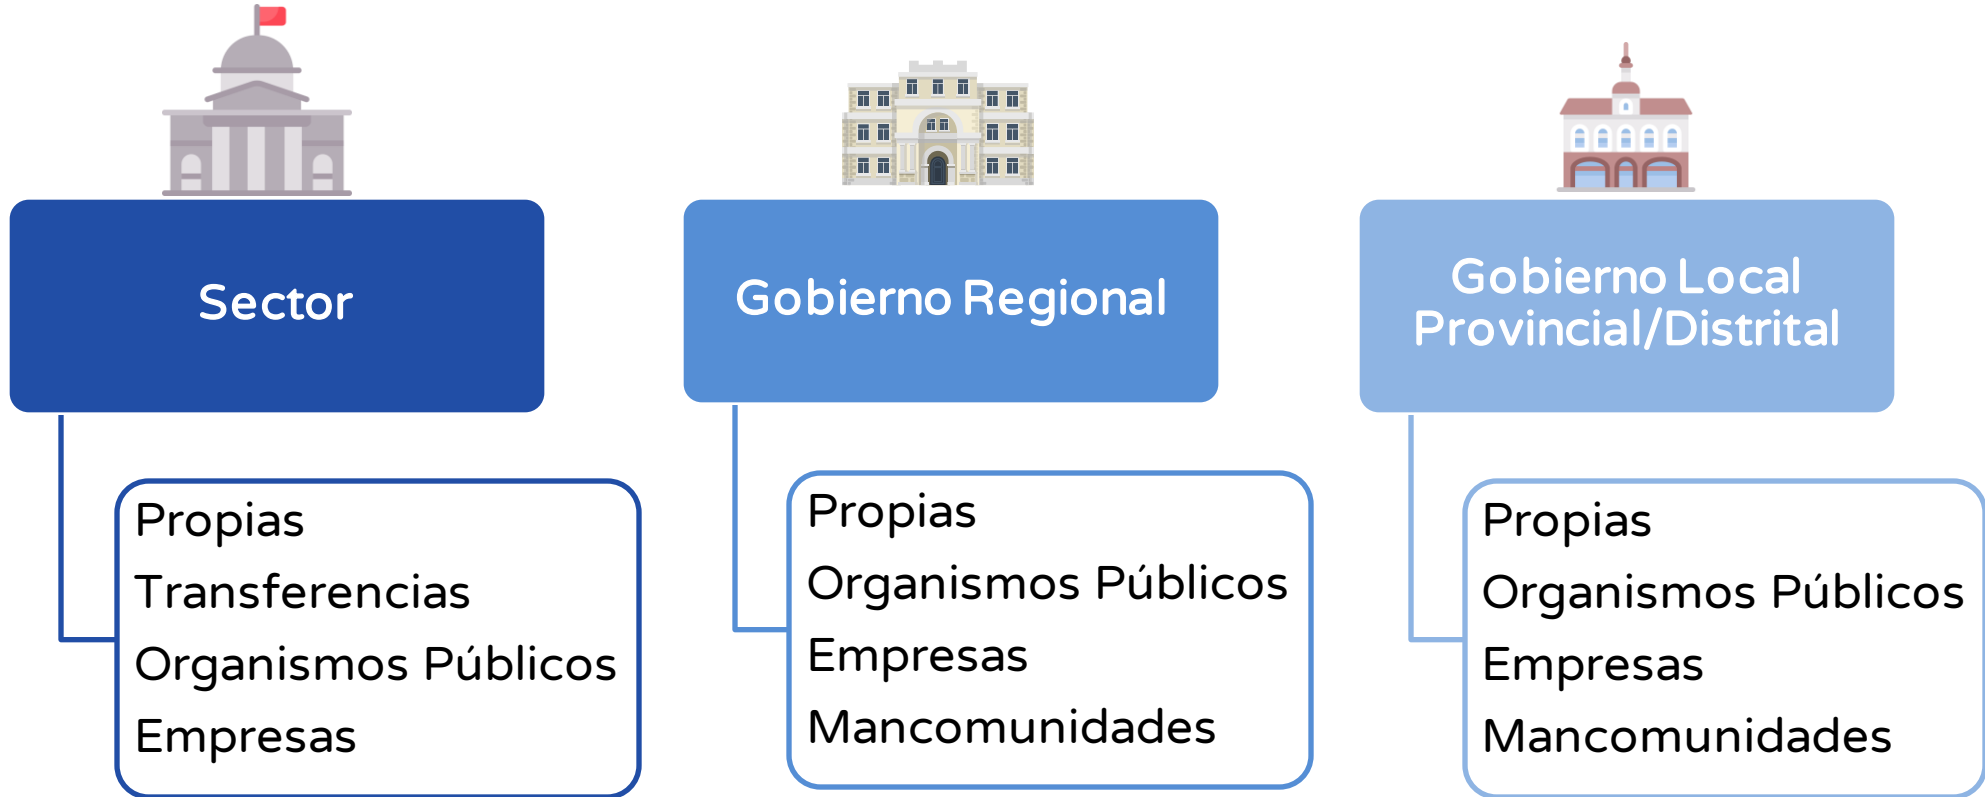 Sector
Propias
Transferencias
Organismos Públicos
Empresas
Gobierno Regional
Propias
Organismos Públicos
Empresas
Mancomunidades
Gobierno Local
Provincial/Distrital
Propias
Organismos Públicos
Empresas
Mancomunidades